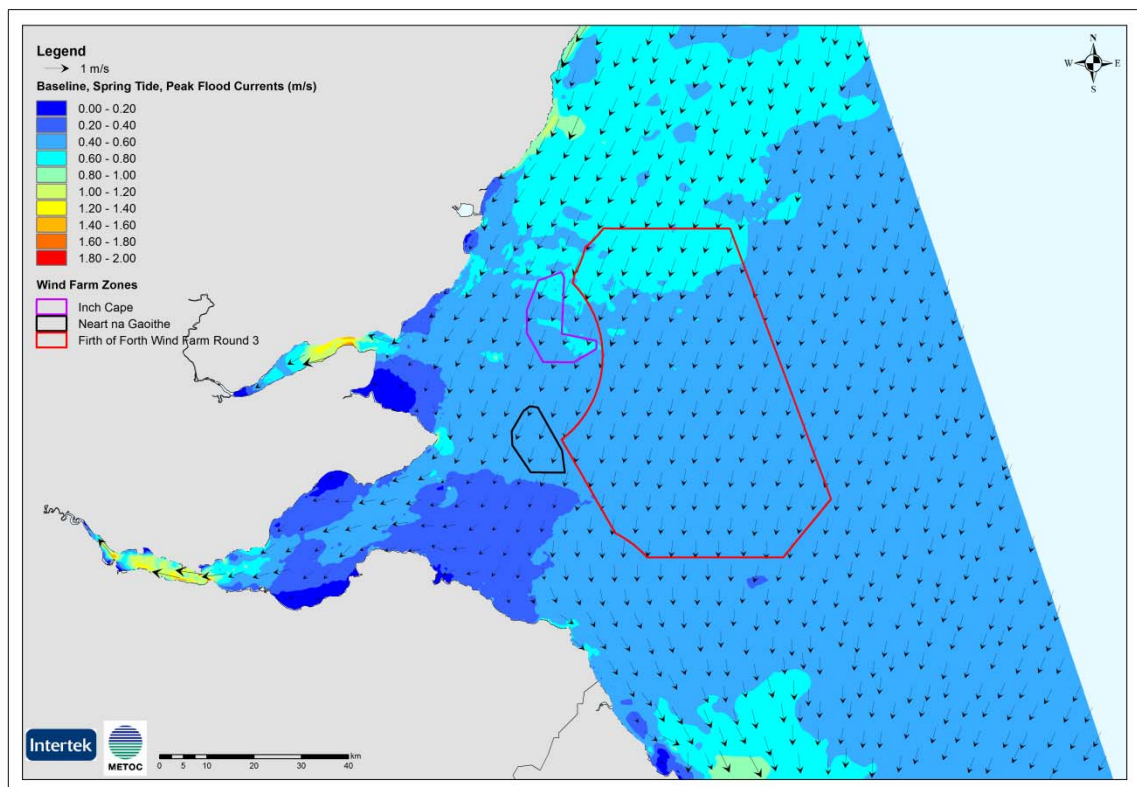 Legend
1 m/s
Baseline, Spring Tide, Peak Flood Currents (m/s)
0.00 - 0.20
0.20 - 0.40
0.40 - 0.60
0.60 - 0.80
0.80 - 1.00
1.00 - 1.20
1.20 - 1.40
1.40 - 1.60
1.60 - 1.80
1.80 - 2.00
Wind Farm Zones
Inch Cape
Neart na Gaoithe
Firth of Forth Wind Farm Round 3
N
W E
S
Intertek
METOC
km
0 5 10 20 30 40